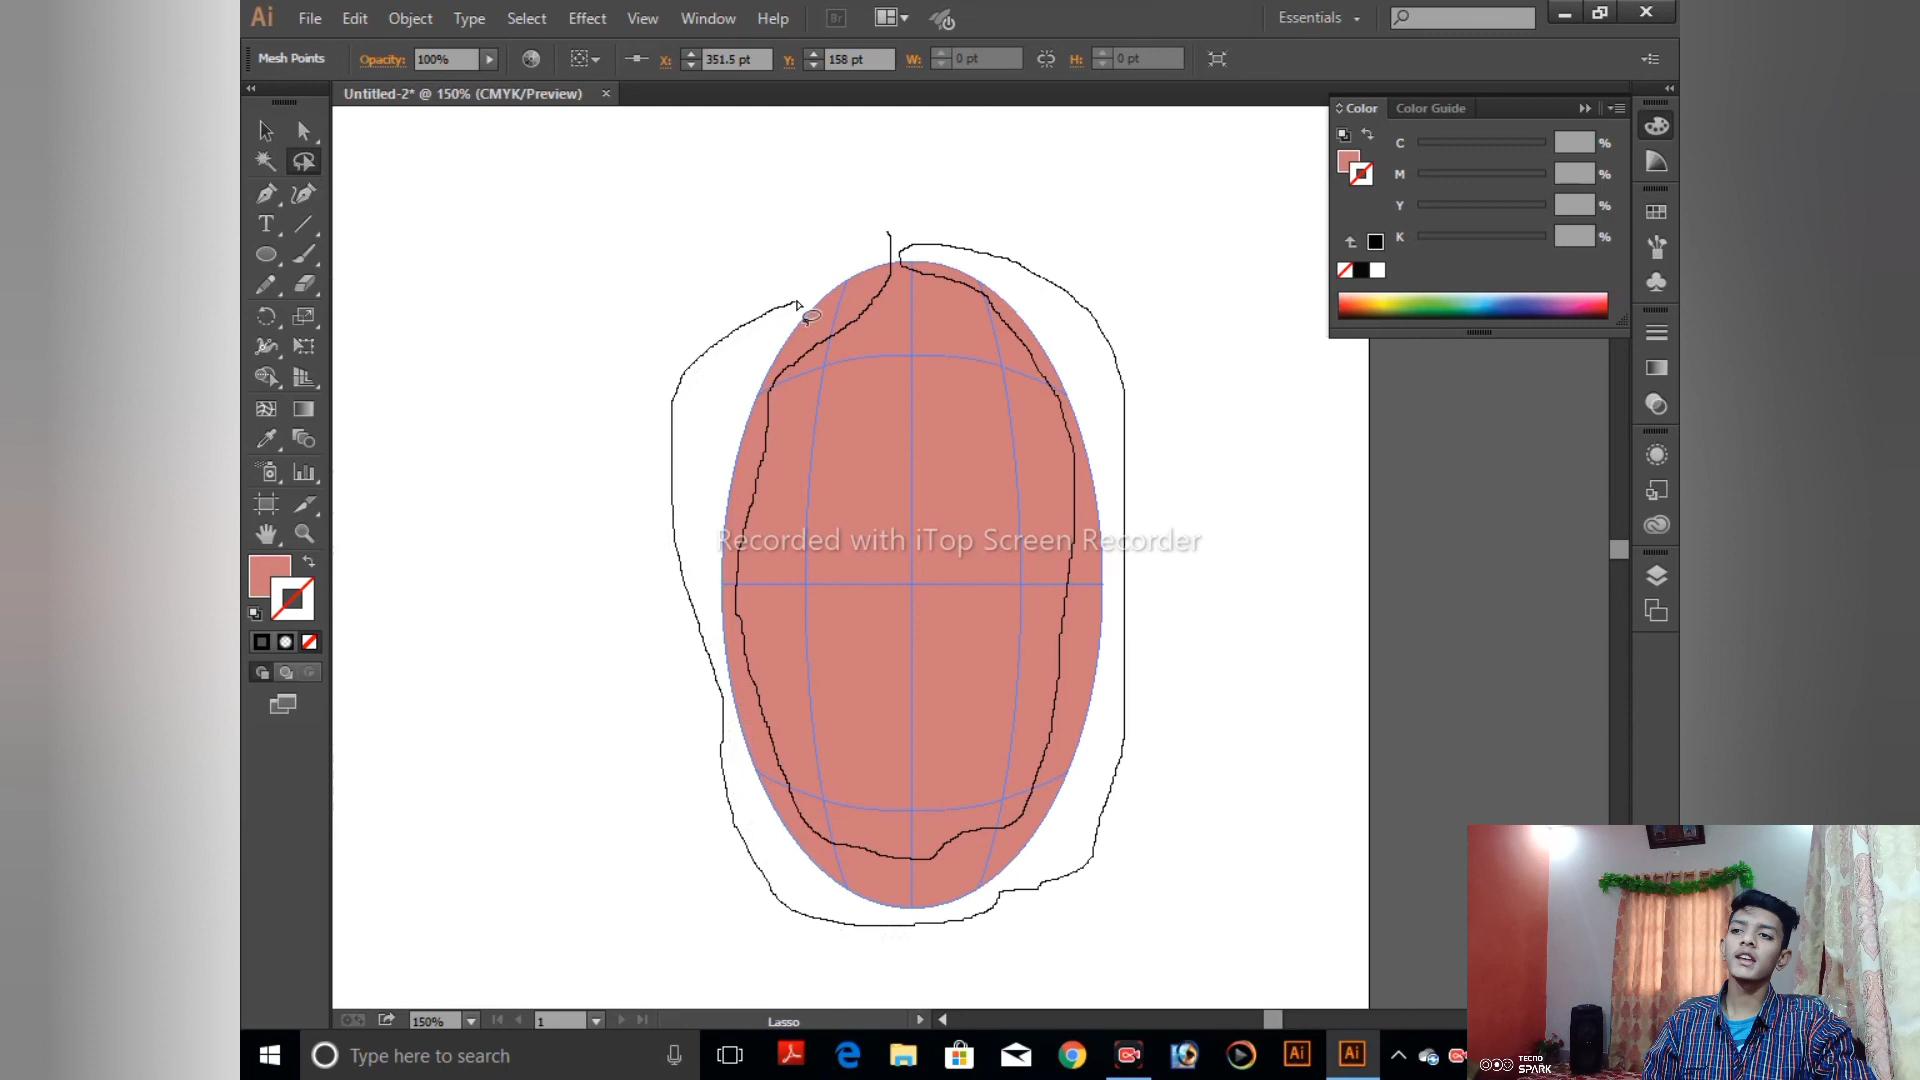 Ai File Edit Object Type Select Effect View Window Help Br Essentials
Mesh Points Opacity: 100% X: 351.5 pt Y: 158 pt W: 0 pt H: 0 pt
Untitled-2* @ 150% (CMYK/Preview) ×
Color Color Guide
C %
M %
Y %
K %
T
Recorded with iTop Screen Recorder
150% 1 Lasso
Type here to search Ai Ai
TECNO
SPARK